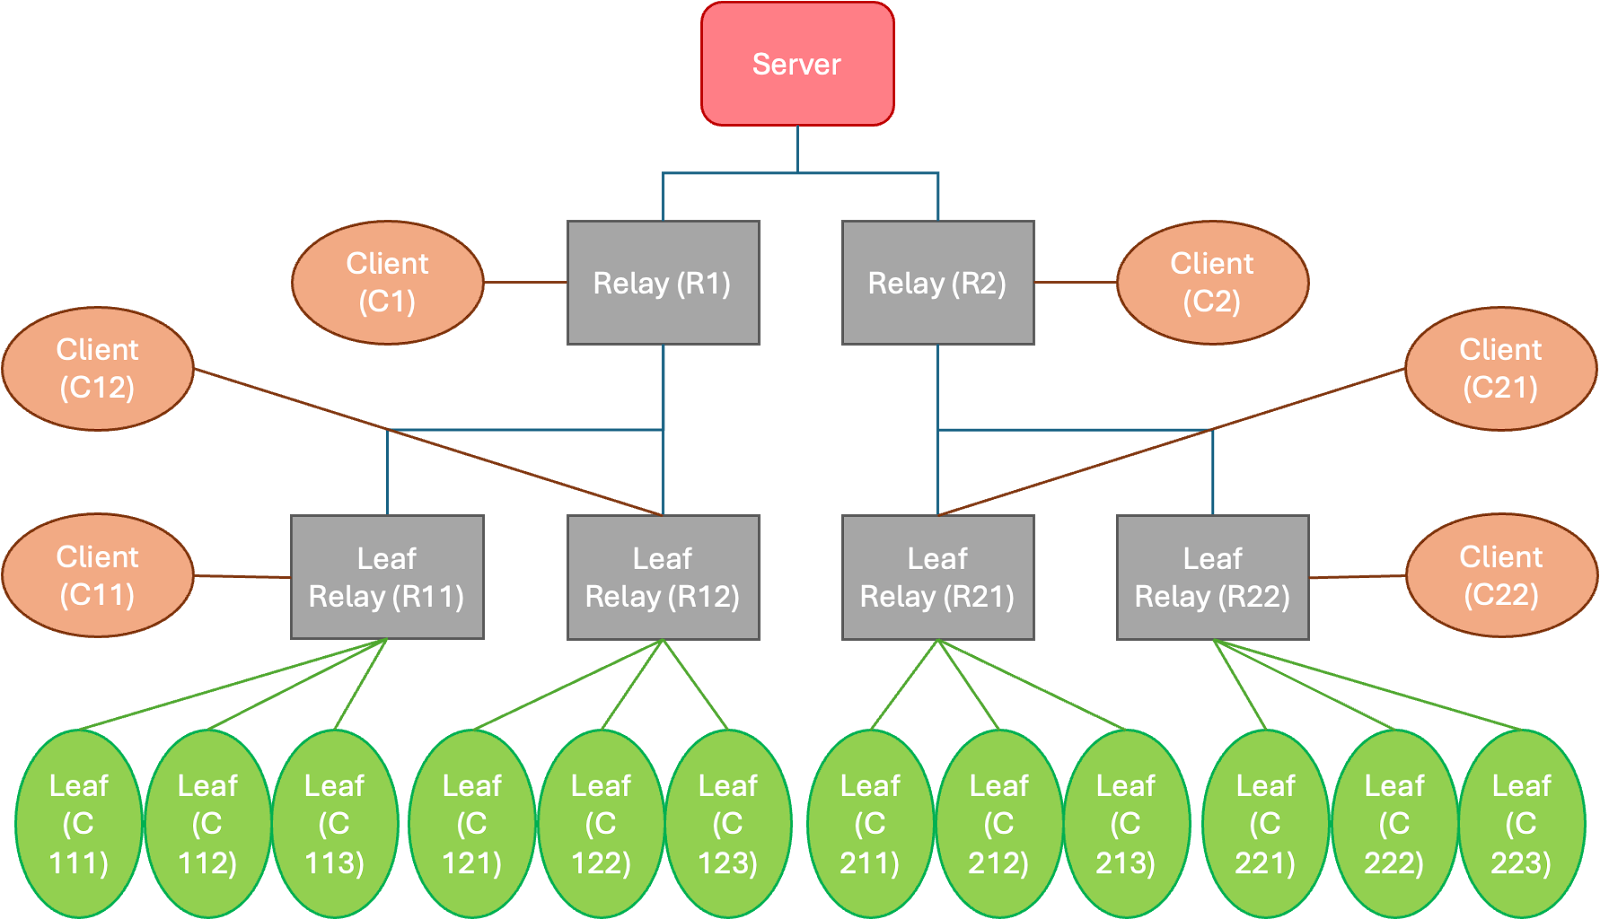 Server
Client
(C1)
Relay (R1)
Relay (R2)
Client
(C2)
Client
(C12)
Client
(C21)
Client
(C11)
Leaf
Relay (R11)
Leaf
Relay (R12)
Leaf
Relay (R21)
Leaf
Relay (R22)
Client
(C22)
Leaf
(C
111)
Leaf
(C
112)
Leaf
(C
113)
Leaf
(C
121)
Leaf
(C
122)
Leaf
(C
123)
Leaf
(C
211)
Leaf
(C
212)
Leaf
(C
213)
Leaf
(C
221)
Leaf
(C
222)
Leaf
(C
223)